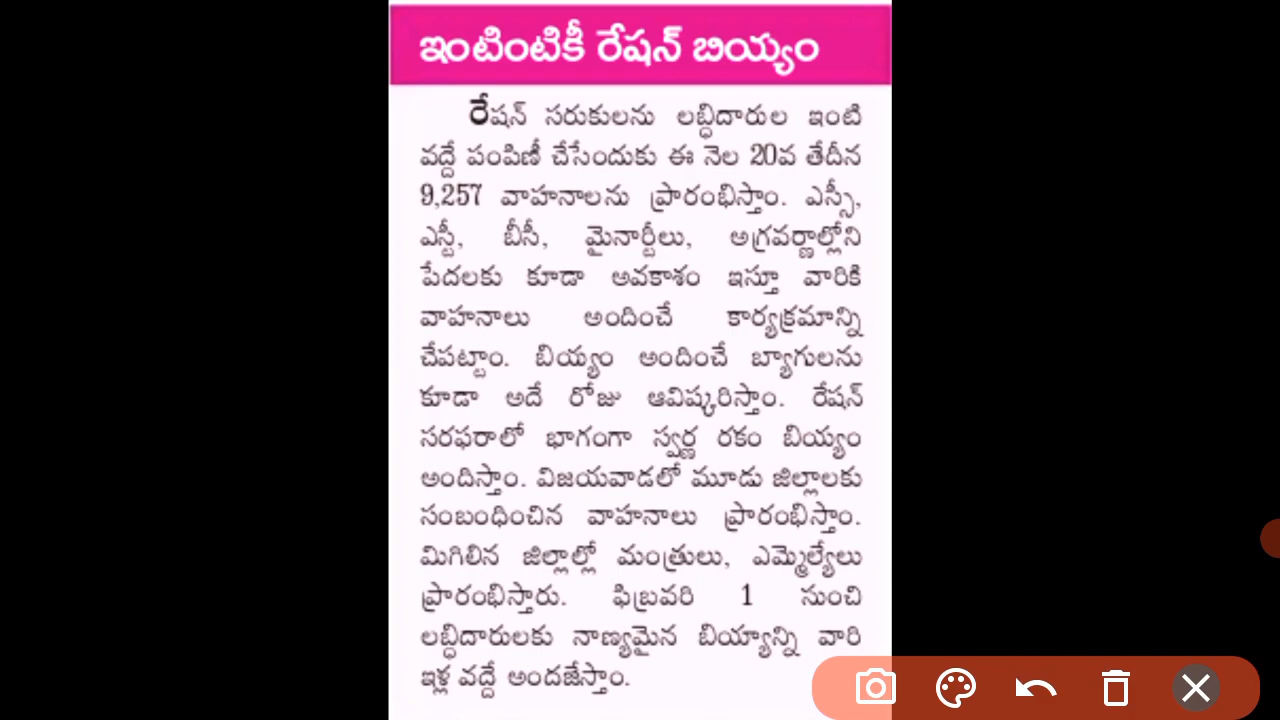 ఇంటింటికీ రేషన్ బియ్యం
రేషన్ సరుకులను లబ్ధిదారుల ఇంటి
వద్దే పంపిణీ చేసేందుకు ఈ నెల 20వ తేదీన
9,257 వాహనాలను ప్రారంభిస్తాం. ఎస్సీ,
ఎస్టీ, బీసీ, మైనార్టీలు, అగ్రవర్ణాల్లోని
పేదలకు కూడా అవకాశం ఇస్తూ వారికి
వాహనాలు అందించే కార్యక్రమాన్ని
చేపట్టాం. బియ్యం అందించే బ్యాగులను
కూడా అదే రోజు ఆవిష్కరిస్తాం. రేషన్
సరఫరాలో భాగంగా స్వర్ణ రకం బియ్యం
అందిస్తాం. విజయవాడలో మూడు జిల్లాలకు
సంబంధించిన వాహనాలు ప్రారంభిస్తాం.
మిగిలిన జిల్లాల్లో మంత్రులు, ఎమ్మెల్యేలు
ప్రారంభిస్తారు. ఫిబ్రవరి 1 నుంచి
లబ్ధిదారులకు నాణ్యమైన బియ్యాన్ని వారి
ఇళ్ల వద్దే అందజేస్తాం.